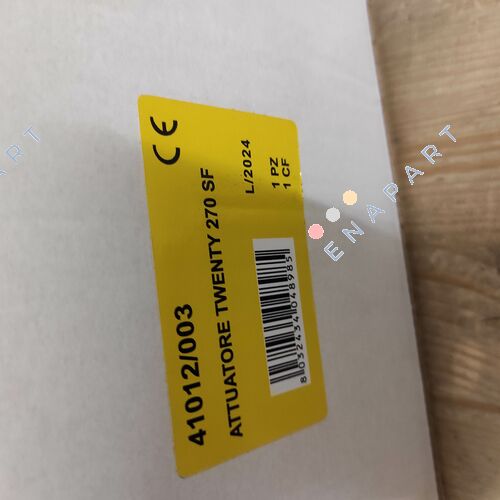 CE
41012/003
ATTUATORE TWENTY 270 SF
L/2024
1 PZ
1 CF
8032434048985
ENAPART